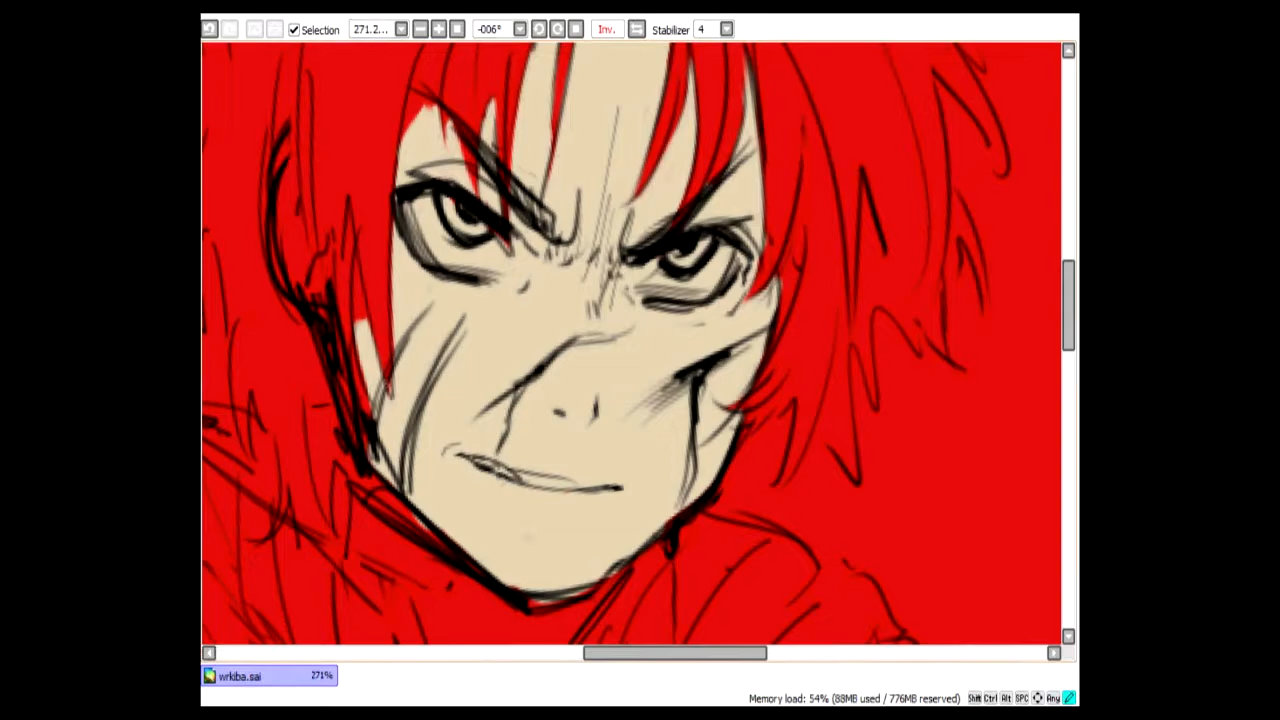 Selection 271.2... -006° Inv. Stabilizer 4
wrkiba.sai 271%
Memory load: 54% (88MB used / 776MB reserved) Shift Ctrl Alt SPC Any